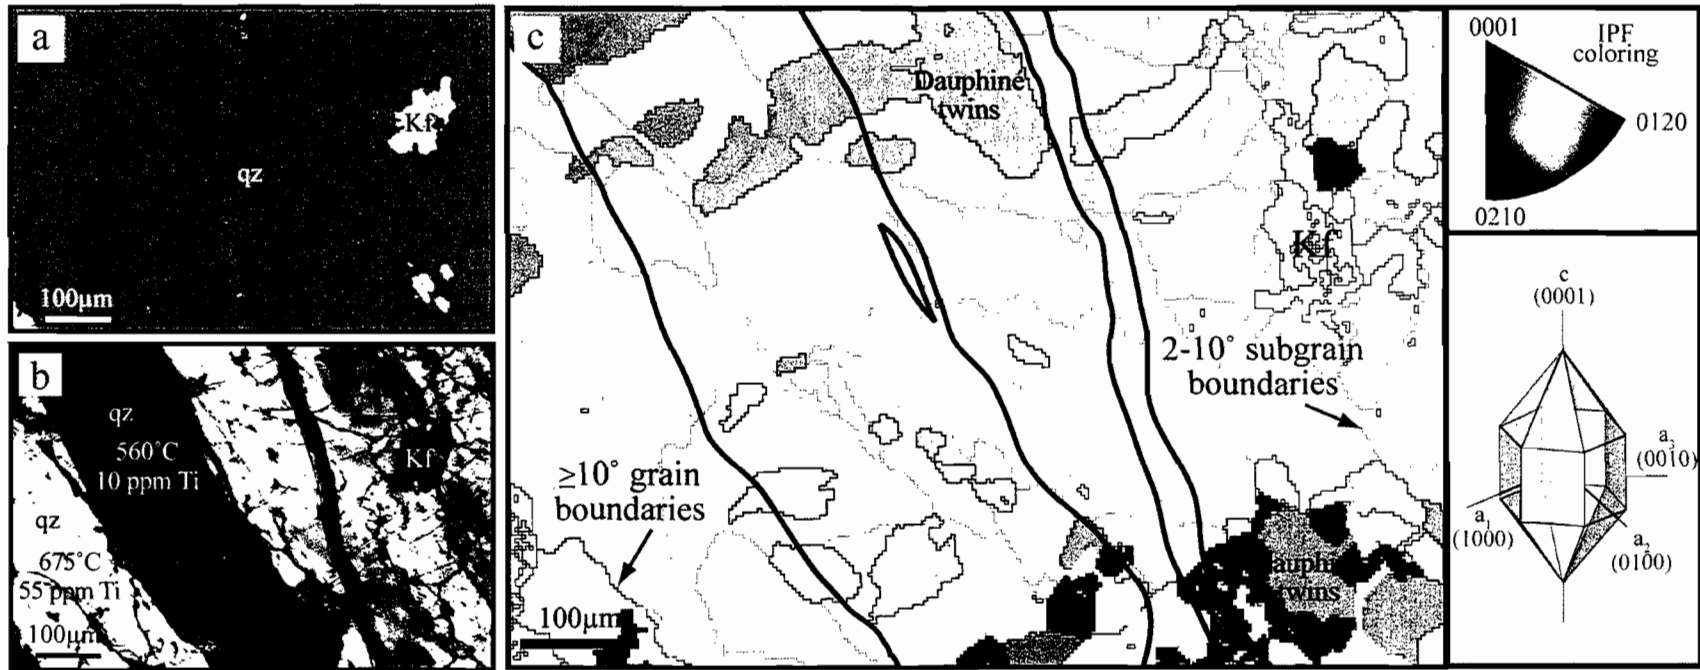 a
Kf
qz
100μm
b
qz
560°C
10 ppm Ti
Kf
qz
675°C
55 ppm Ti
100μm
c
Dauphiné
twins
Kf
2-10° subgrain
boundaries
≥10° grain
boundaries
twins
100μm
0001
IPF
coloring
0120
0210
c
(0001)
a₃
(0010)
a₁
(1000)
a₂
(0100)